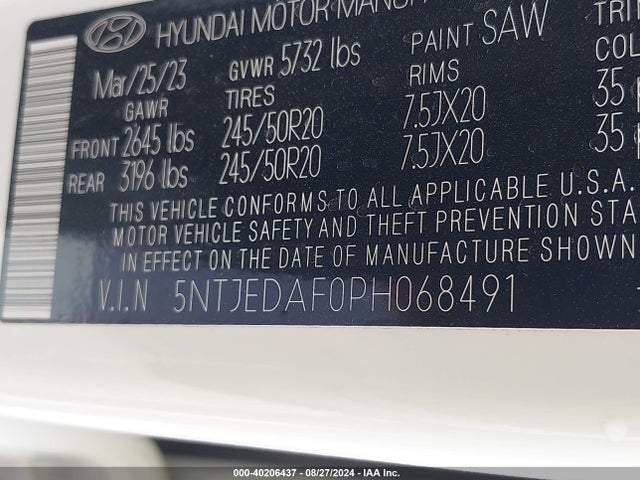 HYUNDAI MOTOR
Mar/25/23 GVWR 5732 lbs PAINT SAW
GAWR TIRES RIMS
FRONT 2645 lbs 245/50R20 7.5JX20 35
REAR 3196 lbs 245/50R20 7.5JX20 35
THIS VEHICLE CONFORMS TO ALL APPLICABLE U.S.A.
MOTOR VEHICLE SAFETY AND THEFT PREVENTION STA
IN EFFECT ON THE DATE OF MANUFACTURE SHOWN
V.I.N 5NTJEDAF0PH068491
000-40206437 - 08/27/2024 - IAA Inc.